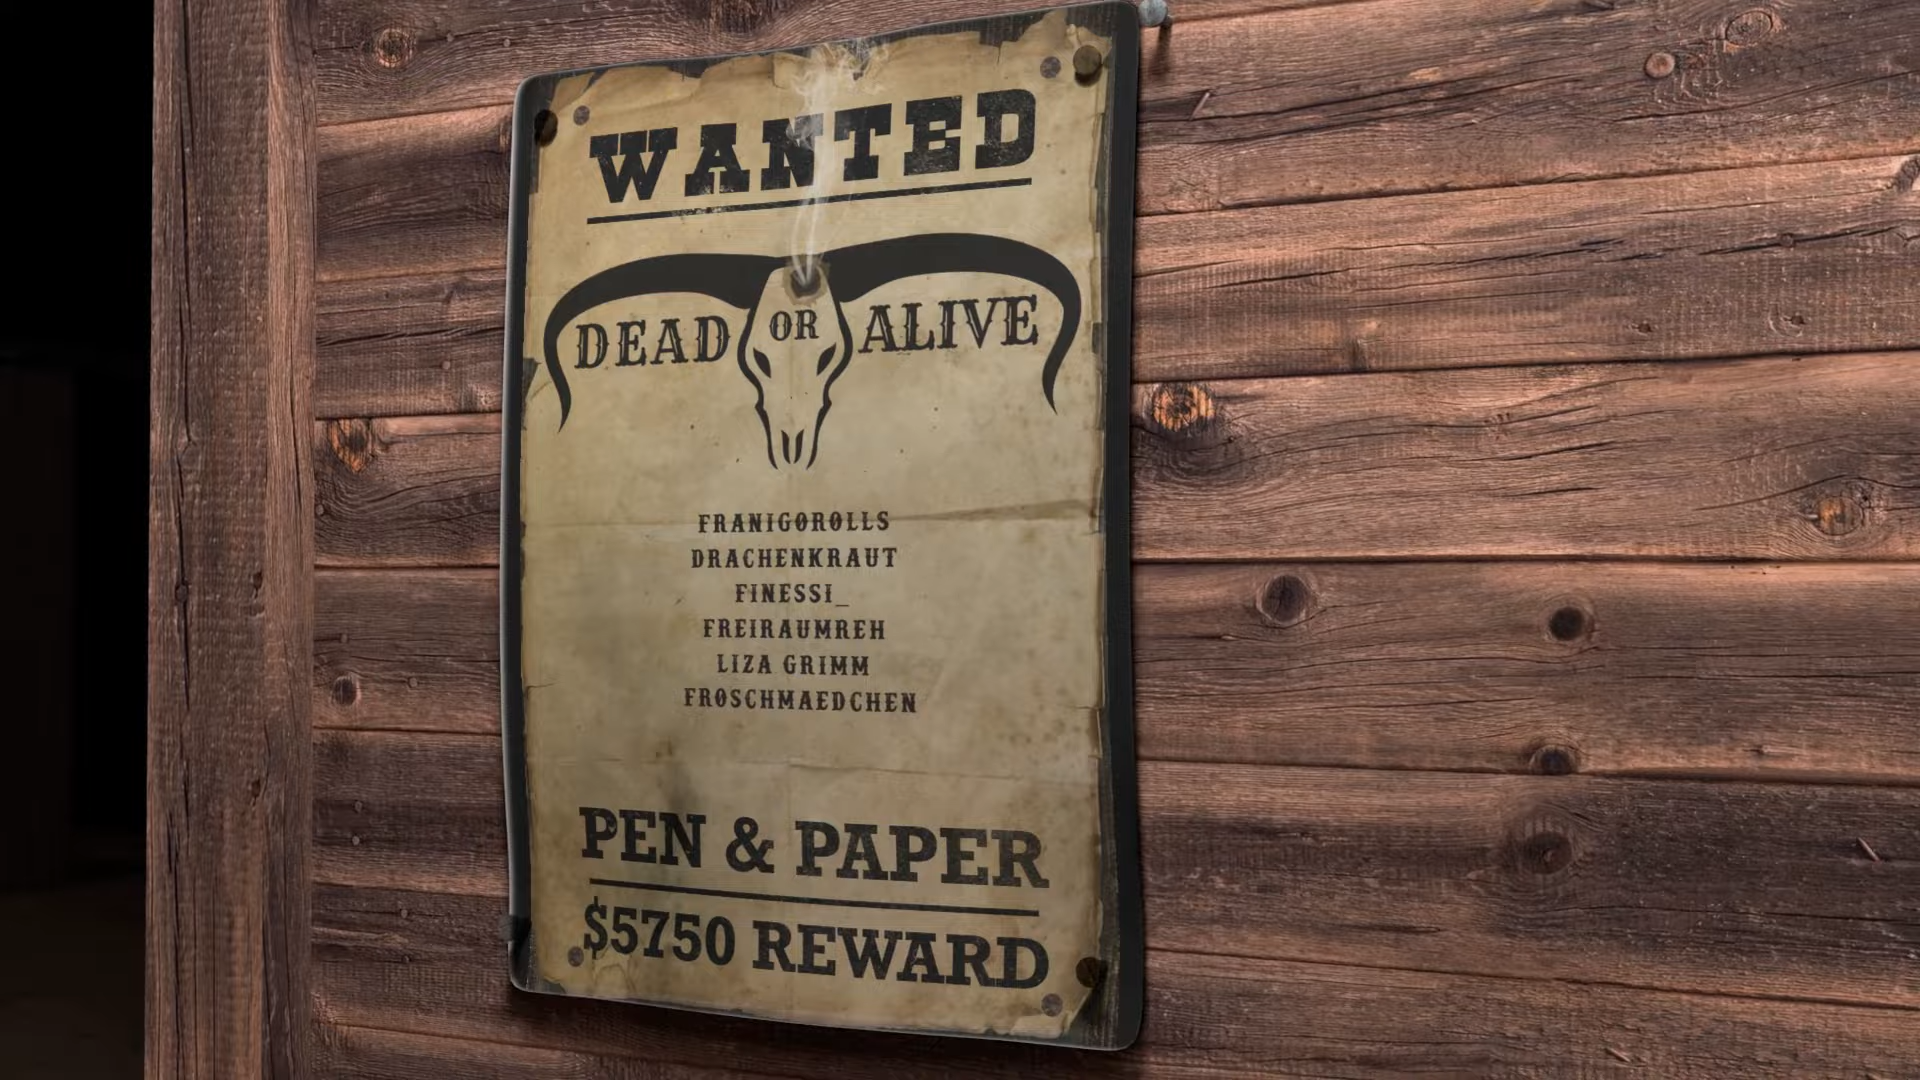 WANTED
DEAD OR ALIVE
FRANIGOROLLS
DRACHENKRAUT
FINESSI_
FREIRAUMREH
LIZA GRIMM
FROSCHMAEDCHEN
PEN & PAPER
$5750 REWARD